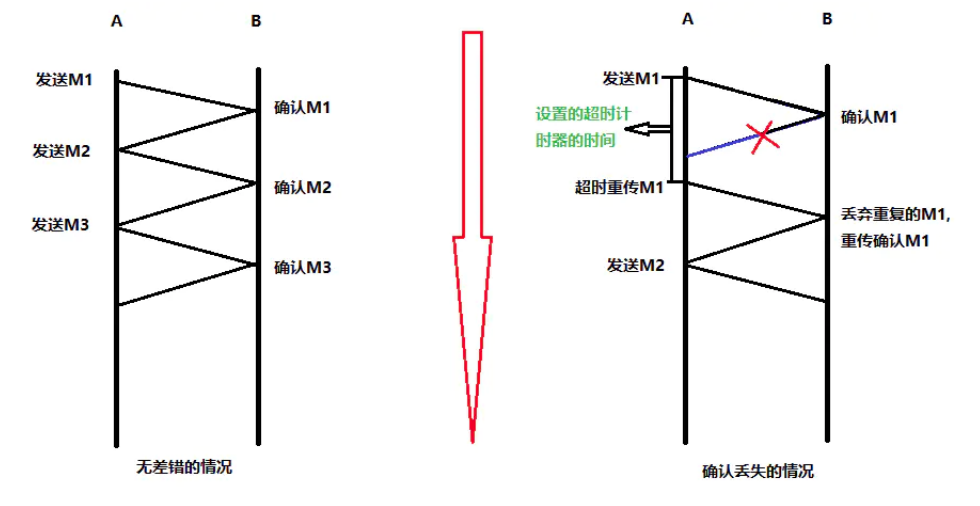 A
B
发送M1
确认M1
发送M2
确认M2
发送M3
确认M3
无差错的情况
A
B
发送M1
设置的超时计
时器的时间
确认M1
超时重传M1
丢弃重复的M1,
重传确认M1
发送M2
确认丢失的情况